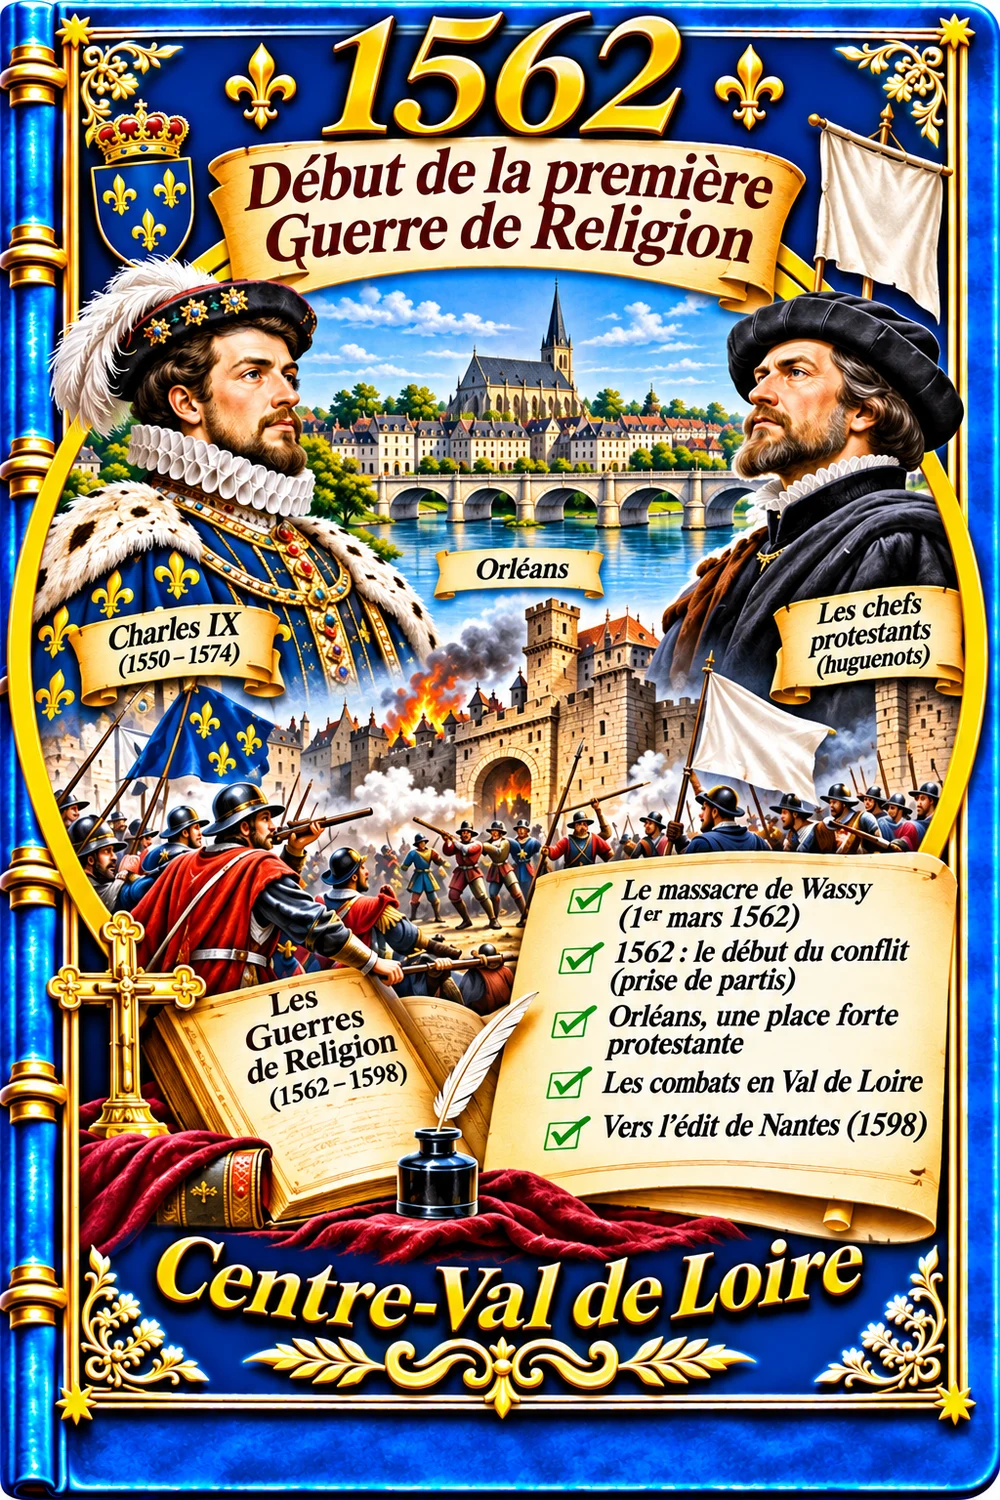 1562
Début de la première
Guerre de Religion
Orléans
Charles IX
(1550 – 1574)
Les chefs
protestants
(huguenots)
Le massacre de Wassy
(1er mars 1562)
1562 : le début du conflit
(prise de partis)
Orléans, une place forte
protestante
Les combats en Val de Loire
Vers l'édit de Nantes (1598)
Les
Guerres
de Religion
(1562 – 1598)
Centre-Val de Loire